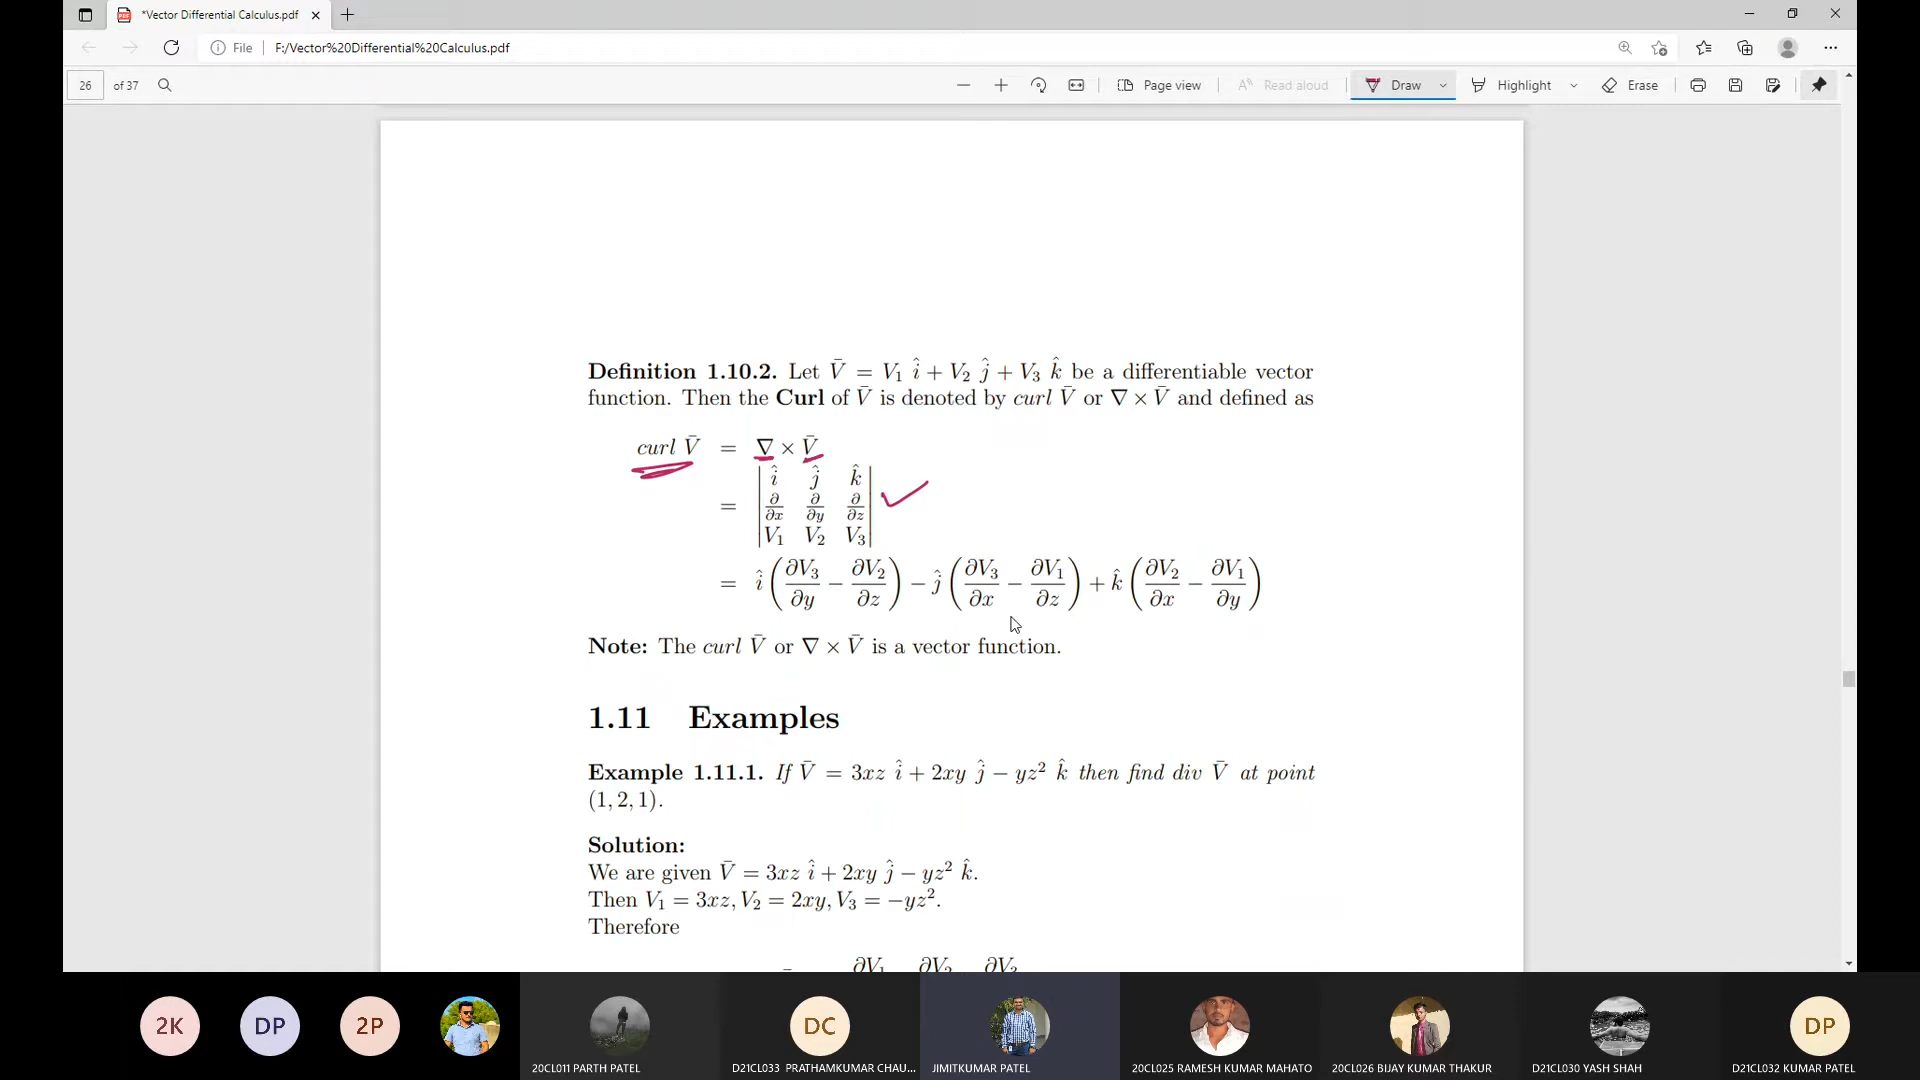 *Vector Differential Calculus.pdf
File F:/Vector%20Differential%20Calculus.pdf
26 of 37 Page view Read aloud Draw Highlight Erase
Definition 1.10.2. Let V̄ = V₁ î + V₂ ĵ + V₃ k̂ be a differentiable vector
function. Then the Curl of V̄ is denoted by curl V̄ or ∇ × V̄ and defined as
curl V̄ = ∇ × V̄
= | î ĵ k̂ |
| ∂/∂x ∂/∂y ∂/∂z |
| V₁ V₂ V₃ |
= î (∂V₃/∂y − ∂V₂/∂z) − ĵ (∂V₃/∂x − ∂V₁/∂z) + k̂ (∂V₂/∂x − ∂V₁/∂y)
Note: The curl V̄ or ∇ × V̄ is a vector function.
1.11 Examples
Example 1.11.1. If V̄ = 3xz î + 2xy ĵ − yz² k̂ then find div V̄ at point
(1, 2, 1).
Solution:
We are given V̄ = 3xz î + 2xy ĵ − yz² k̂.
Then V₁ = 3xz, V₂ = 2xy, V₃ = −yz².
Therefore
∂V₁ ∂V₂ ∂V₃
2K DP 2P DC DP
20CL011 PARTH PATEL D21CL033 PRATHAMKUMAR CHAU... JIMITKUMAR PATEL 20CL025 RAMESH KUMAR MAHATO 20CL026 BIJAY KUMAR THAKUR D21CL030 YASH SHAH D21CL032 KUMAR PATEL